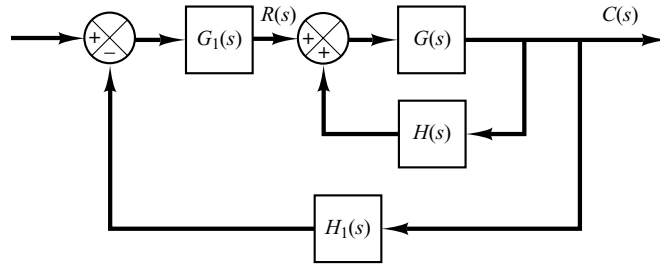 R(s) C(s)
+ − G₁(s) + + G(s)
H(s)
H₁(s)